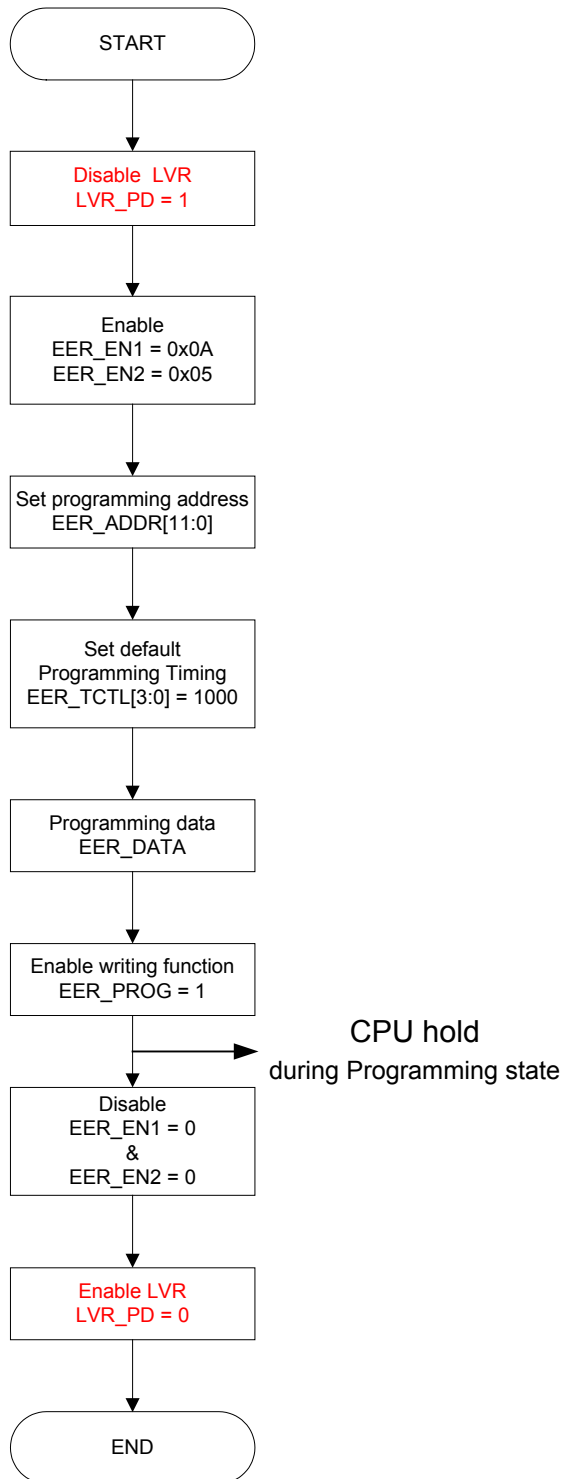 START
Disable LVR
LVR_PD = 1
Enable
EER_EN1 = 0x0A
EER_EN2 = 0x05
Set programming address
EER_ADDR[11:0]
Set default
Programming Timing
EER_TCTL[3:0] = 1000
Programming data
EER_DATA
Enable writing function
EER_PROG = 1
CPU hold
during Programming state
Disable
EER_EN1 = 0
&
EER_EN2 = 0
Enable LVR
LVR_PD = 0
END